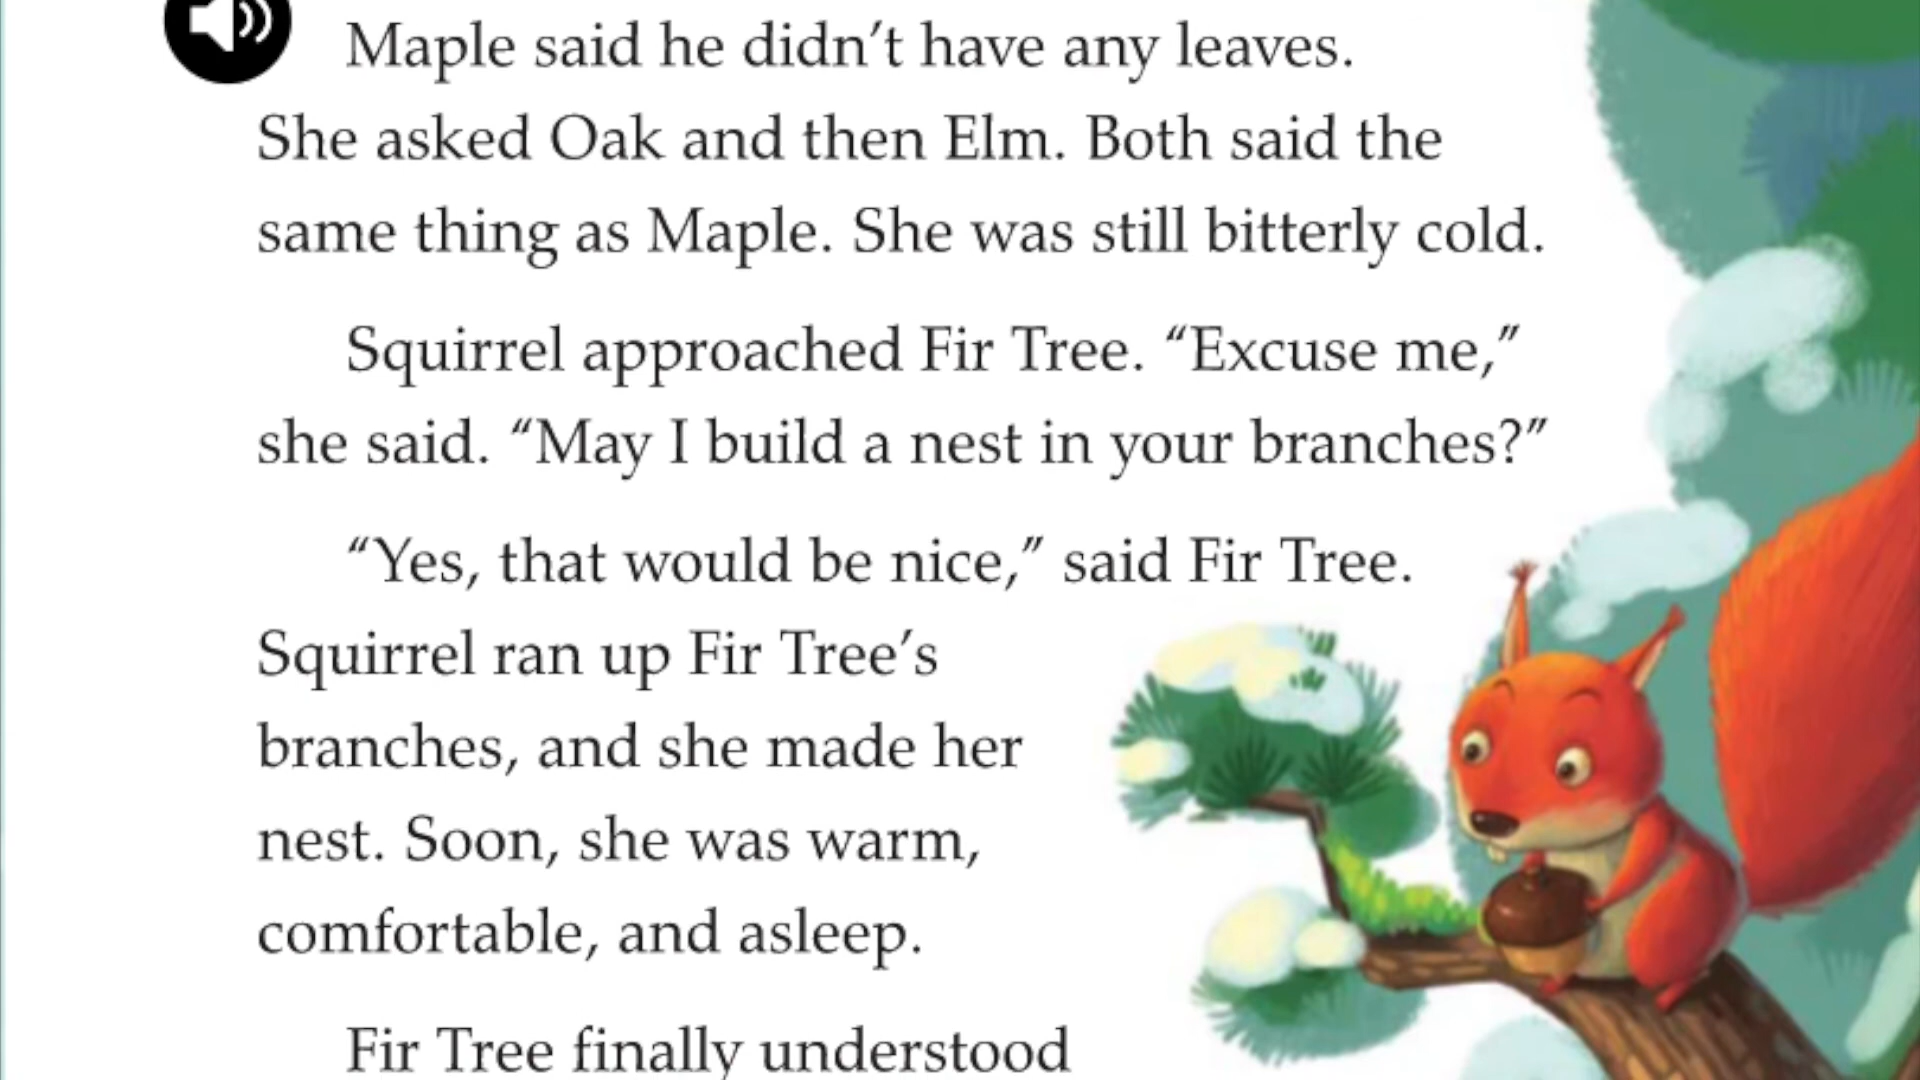 Maple said he didn’t have any leaves.
She asked Oak and then Elm. Both said the
same thing as Maple. She was still bitterly cold.
Squirrel approached Fir Tree. “Excuse me,”
she said. “May I build a nest in your branches?”
“Yes, that would be nice,” said Fir Tree.
Squirrel ran up Fir Tree’s
branches, and she made her
nest. Soon, she was warm,
comfortable, and asleep.
Fir Tree finally understood